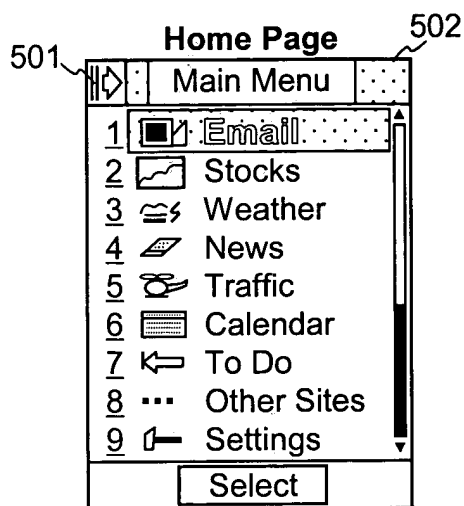 Home Page
501
502
Main Menu
1 Email
2 Stocks
3 Weather
4 News
5 Traffic
6 Calendar
7 To Do
8 Other Sites
9 Settings
Select